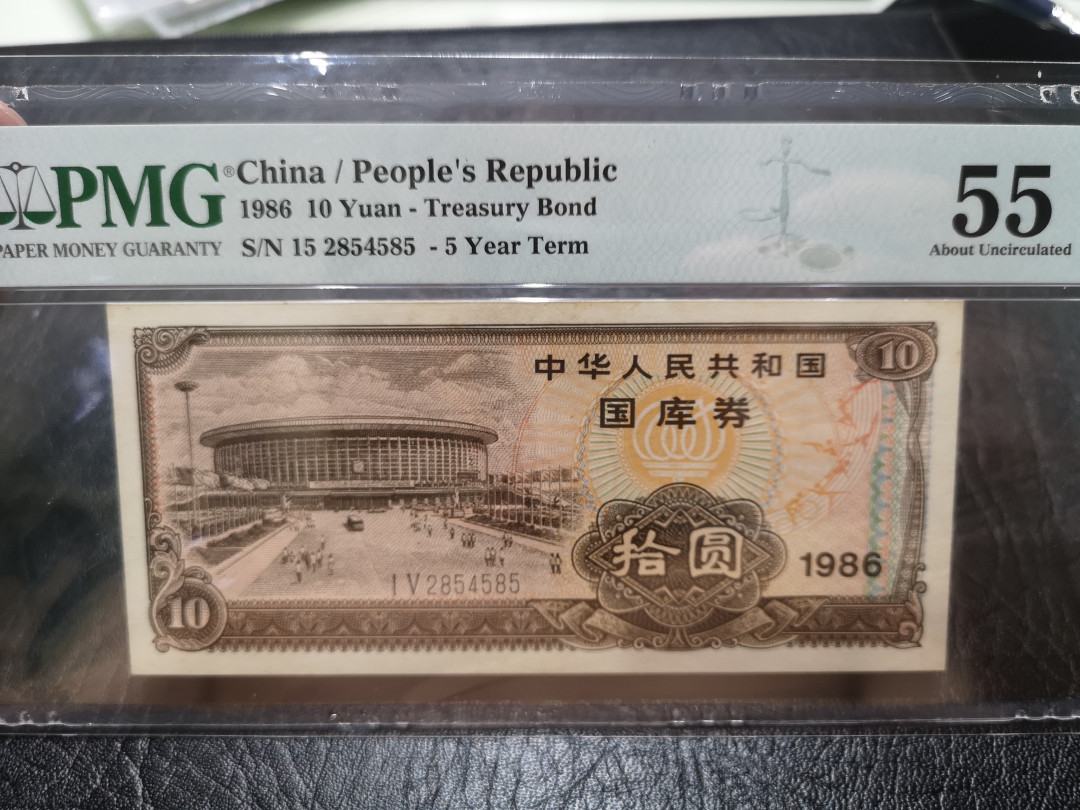 PMG® China / People's Republic
1986 10 Yuan - Treasury Bond
PAPER MONEY GUARANTY S/N 15 2854585 - 5 Year Term
55
About Uncirculated
中华人民共和国
国库券
10
拾圆
1986
IV2854585
10